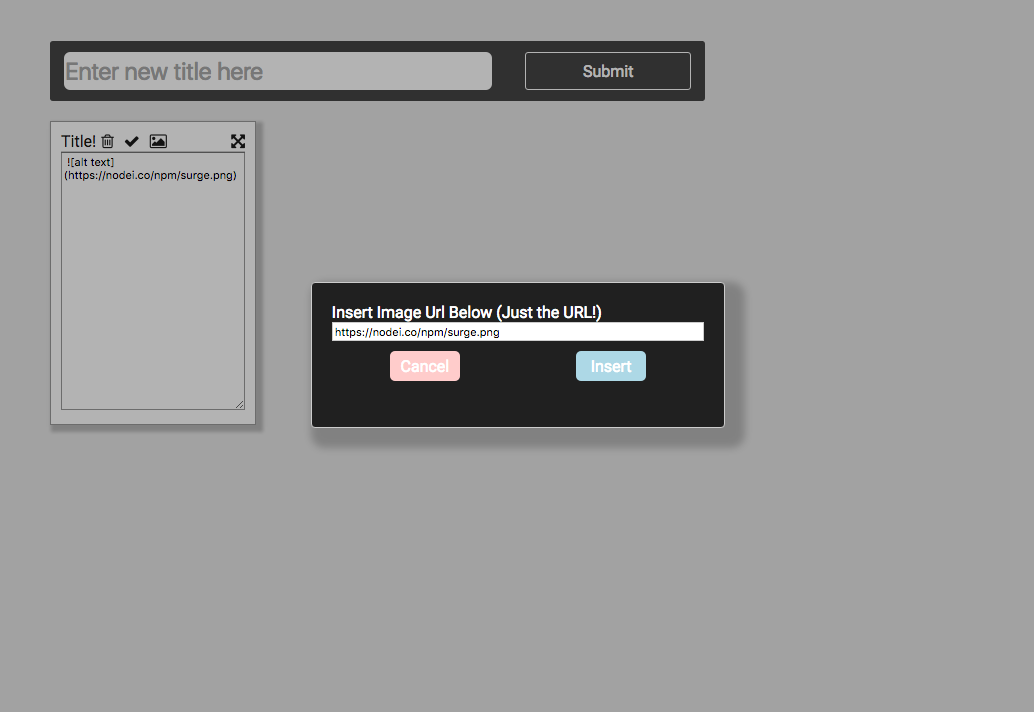 Enter new title here
Submit
Title!
![alt text]
(https://nodei.co/npm/surge.png)
Insert Image Url Below (Just the URL!)
https://nodei.co/npm/surge.png
Cancel
Insert